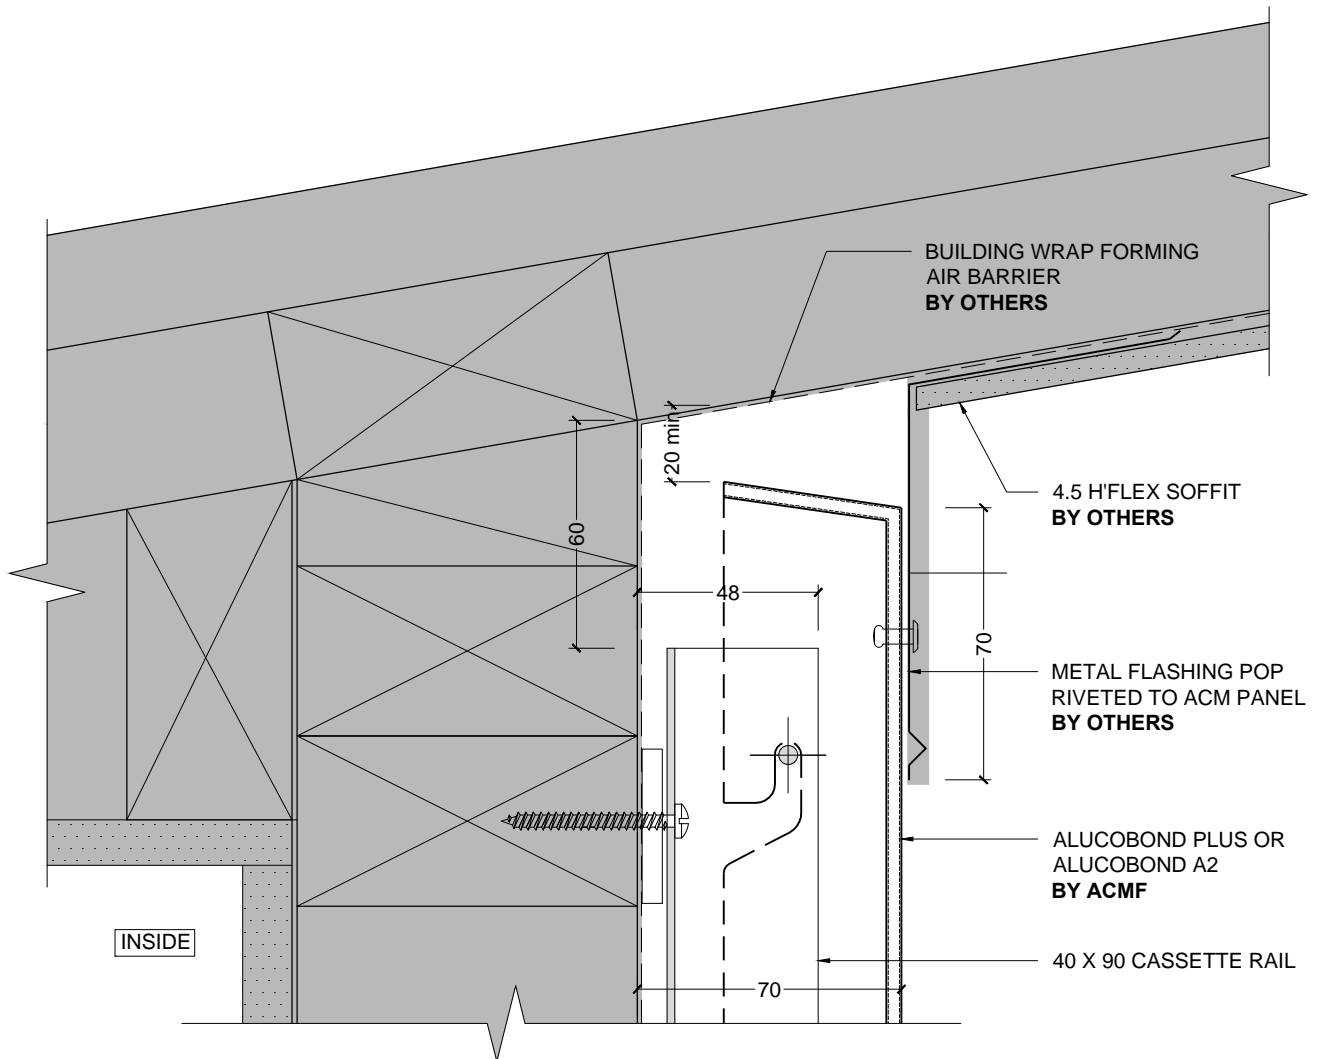 BUILDING WRAP FORMING
AIR BARRIER
BY OTHERS
20 min
60
48
4.5 H'FLEX SOFFIT
BY OTHERS
70
METAL FLASHING POP
RIVETED TO ACM PANEL
BY OTHERS
ALUCOBOND PLUS OR
ALUCOBOND A2
BY ACMF
INSIDE
40 X 90 CASSETTE RAIL
70